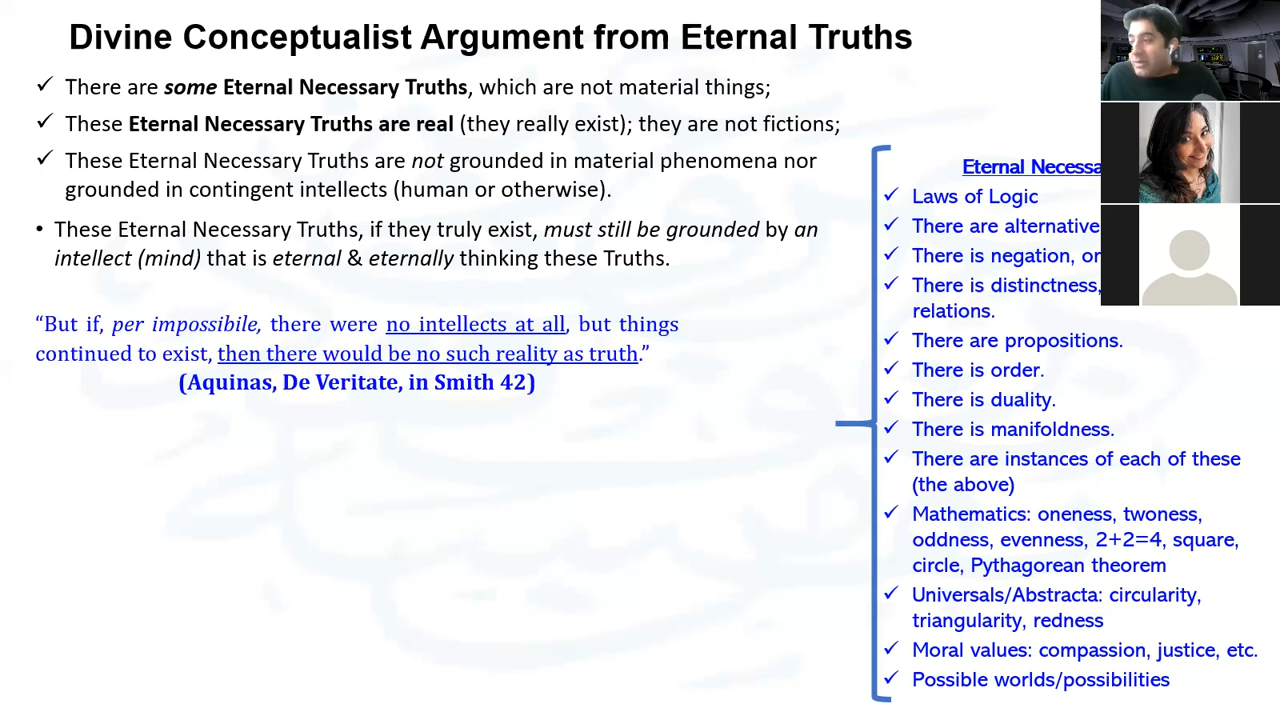 Divine Conceptualist Argument from Eternal Truths
✓ There are some Eternal Necessary Truths, which are not material things;
✓ These Eternal Necessary Truths are real (they really exist); they are not fictions;
✓ These Eternal Necessary Truths are not grounded in material phenomena nor
grounded in contingent intellects (human or otherwise).
• These Eternal Necessary Truths, if they truly exist, must still be grounded by an
intellect (mind) that is eternal & eternally thinking these Truths.
“But if, per impossibile, there were no intellects at all, but things
continued to exist, then there would be no such reality as truth.”
(Aquinas, De Veritate, in Smith 42)
Eternal Necessa
✓ Laws of Logic
✓ There are alternative
✓ There is negation, or
✓ There is distinctness,
relations.
✓ There are propositions.
✓ There is order.
✓ There is duality.
✓ There is manifoldness.
✓ There are instances of each of these
(the above)
✓ Mathematics: oneness, twoness,
oddness, evenness, 2+2=4, square,
circle, Pythagorean theorem
✓ Universals/Abstracta: circularity,
triangularity, redness
✓ Moral values: compassion, justice, etc.
✓ Possible worlds/possibilities